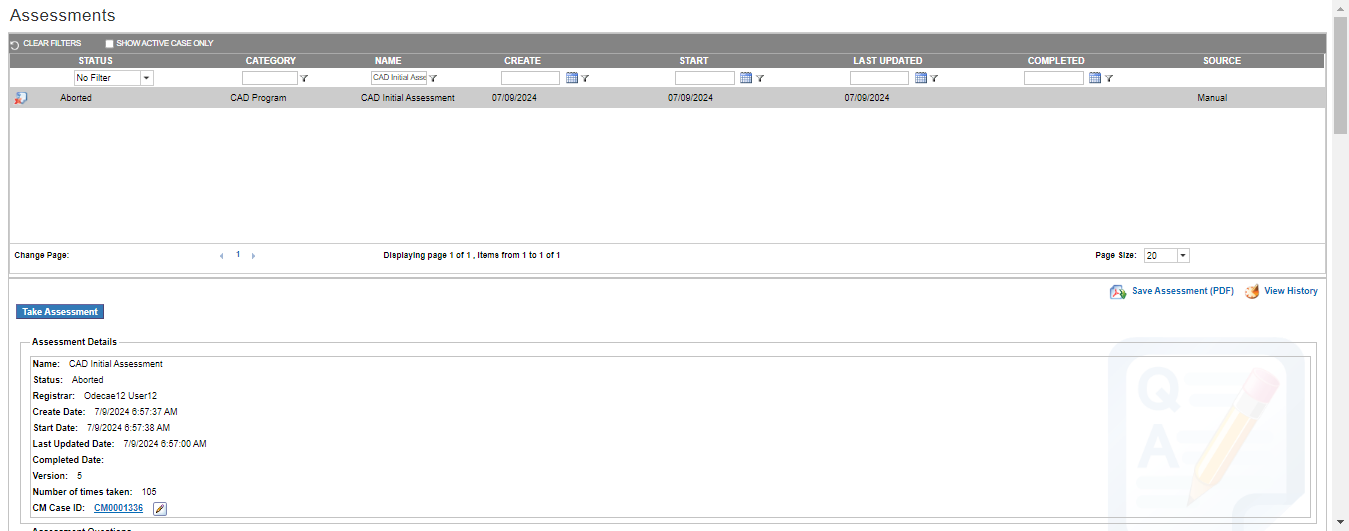 Assessments
CLEAR FILTERS SHOW ACTIVE CASE ONLY
STATUS CATEGORY NAME CREATE START LAST UPDATED COMPLETED SOURCE
No Filter CAD Initial Asse
Aborted CAD Program CAD Initial Assessment 07/09/2024 07/09/2024 07/09/2024 Manual
Change Page: 1 Displaying page 1 of 1 , items from 1 to 1 of 1 Page Size: 20
Save Assessment (PDF) View History
Take Assessment
Assessment Details
Name: CAD Initial Assessment
Status: Aborted
Registrar: Odecae12 User12
Create Date: 7/9/2024 6:57:37 AM
Start Date: 7/9/2024 6:57:38 AM
Last Updated Date: 7/9/2024 6:57:00 AM
Completed Date:
Version: 5
Number of times taken: 105
CM Case ID: CM0001336
Q
A
Assessment Questions